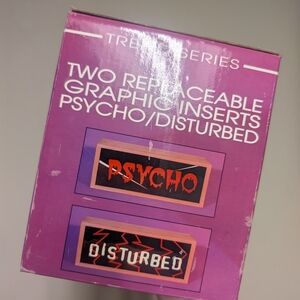 TREND SERIES
TWO REPLACEABLE
GRAPHIC INSERTS
PSYCHO/DISTURBED
PSYCHO
DISTURBED